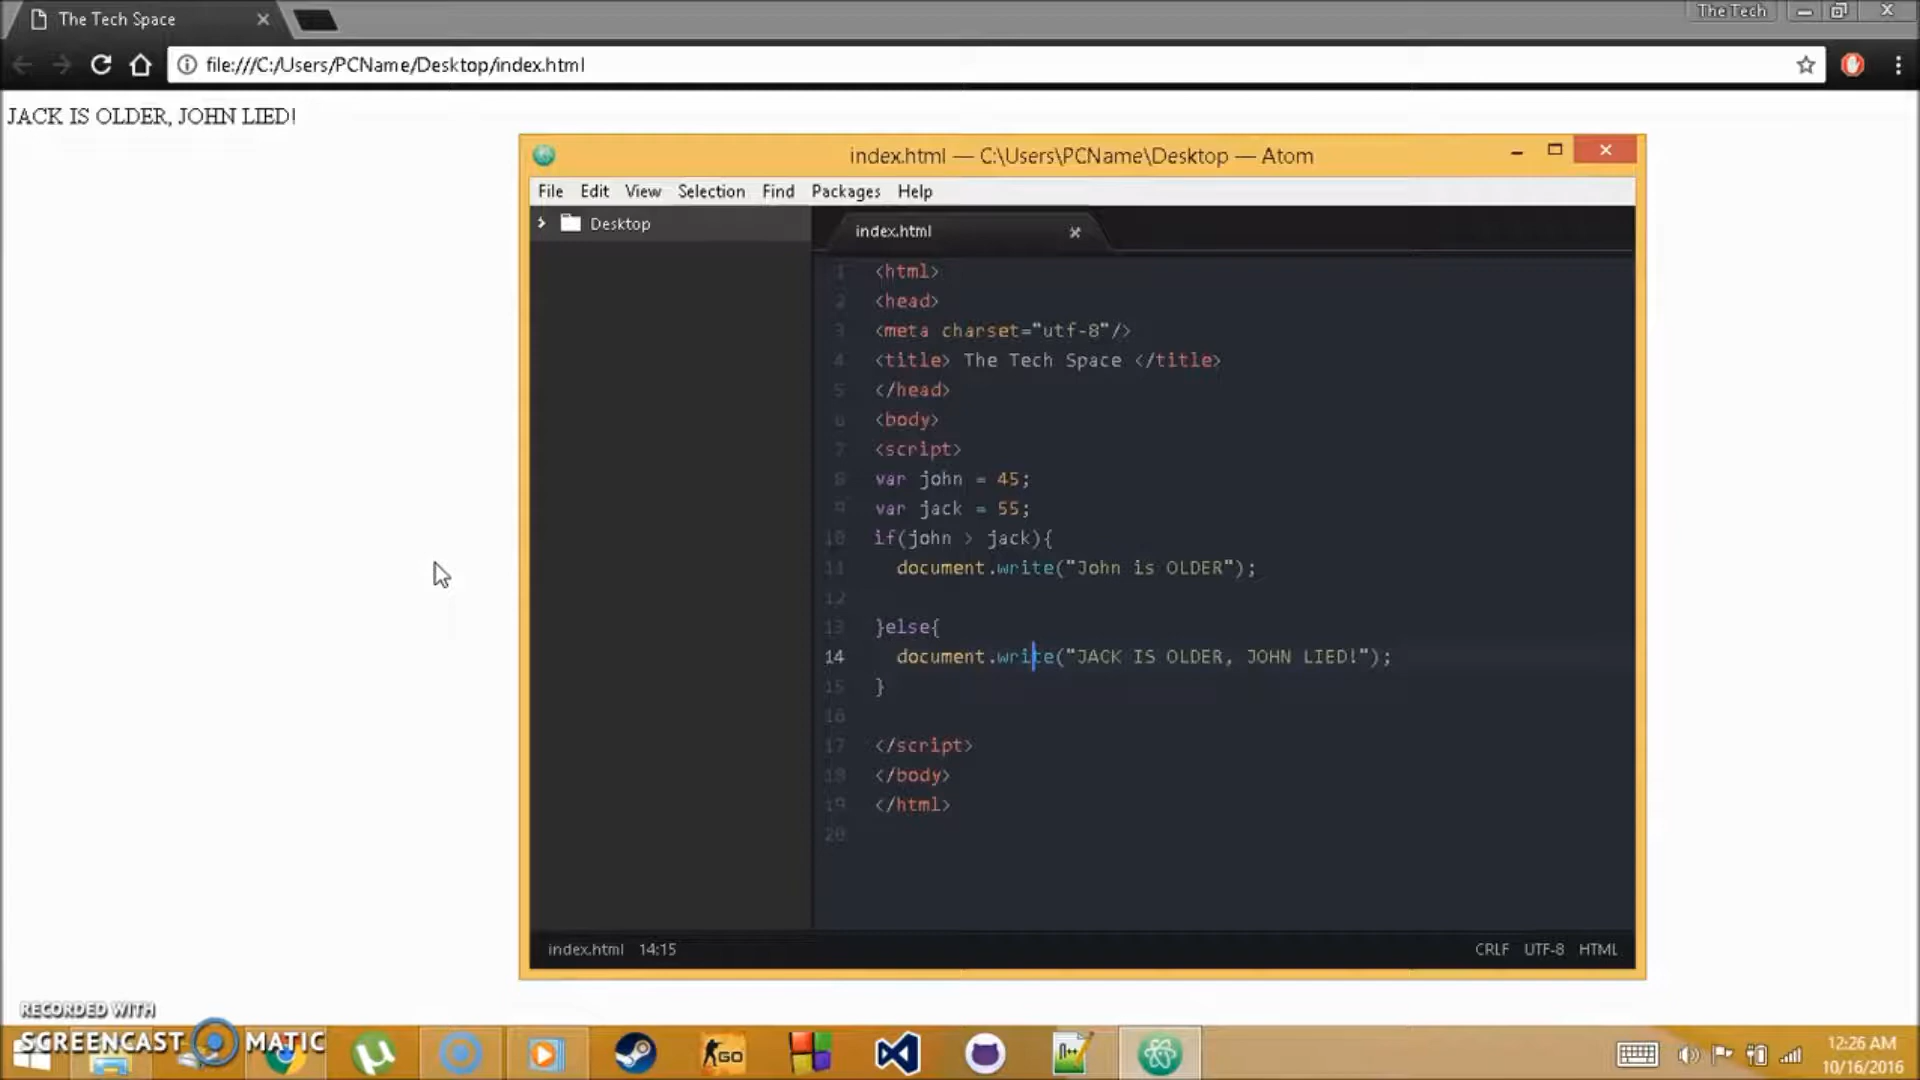 The Tech Space
The Tech
file:///C:/Users/PCName/Desktop/index.html
JACK IS OLDER, JOHN LIED!
index.html — C:\Users\PCName\Desktop — Atom
File Edit View Selection Find Packages Help
Desktop
index.html
1 <html>
2 <head>
3 <meta charset="utf-8"/>
4 <title> The Tech Space </title>
5 </head>
6 <body>
7 <script>
8 var john = 45;
9 var jack = 55;
10 if(john > jack){
11 document.write("John is OLDER");
12
13 }else{
14 document.write("JACK IS OLDER, JOHN LIED!");
15 }
16
17 </script>
18 </body>
19 </html>
20
index.html 14:15
CRLF UTF-8 HTML
RECORDED WITH
SCREENCAST MATIC
GO
12:26 AM
10/16/2016